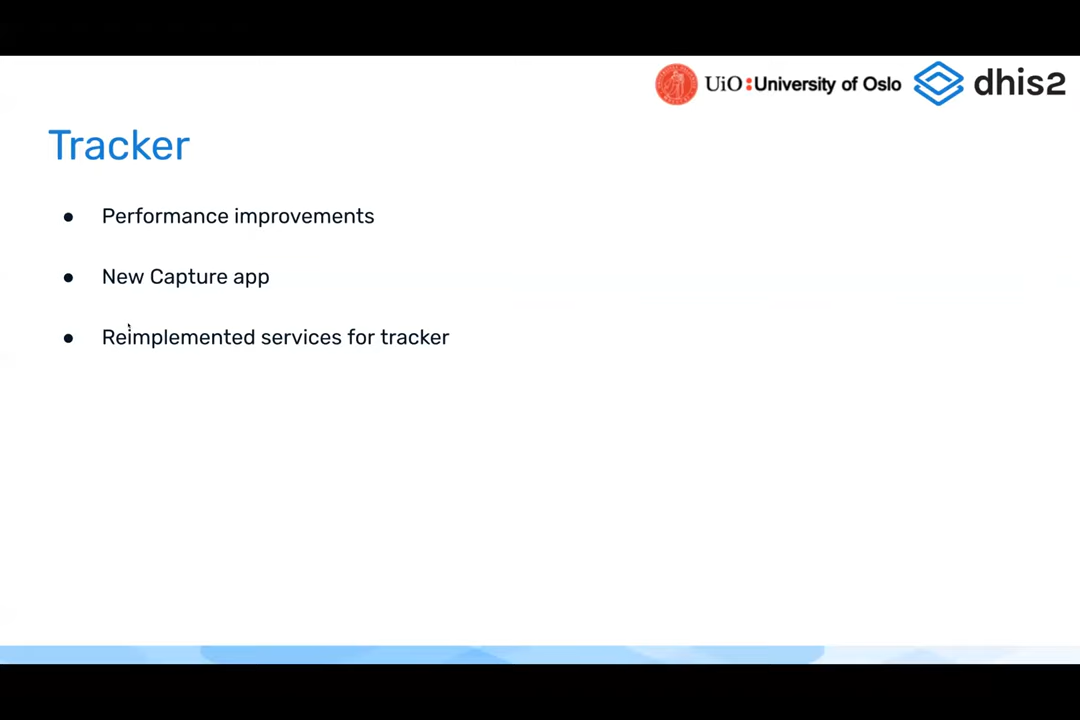 UiO:University of Oslo dhis2
Tracker
● Performance improvements
● New Capture app
● Reimplemented services for tracker